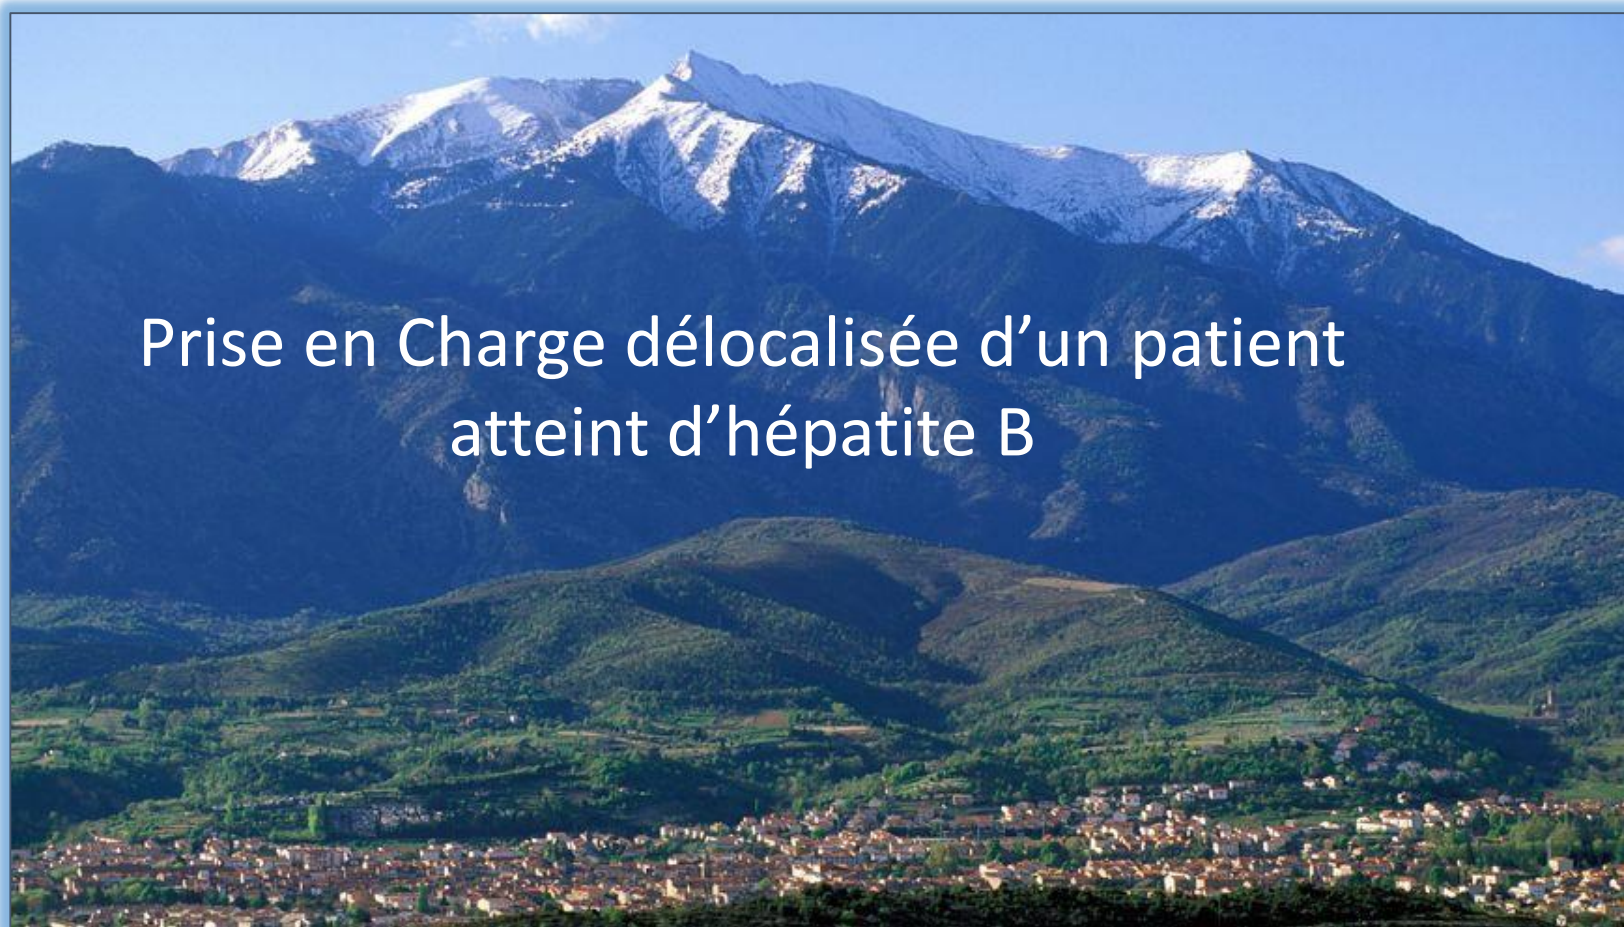 Prise en Charge délocalisée d’un patient
atteint d’hépatite B